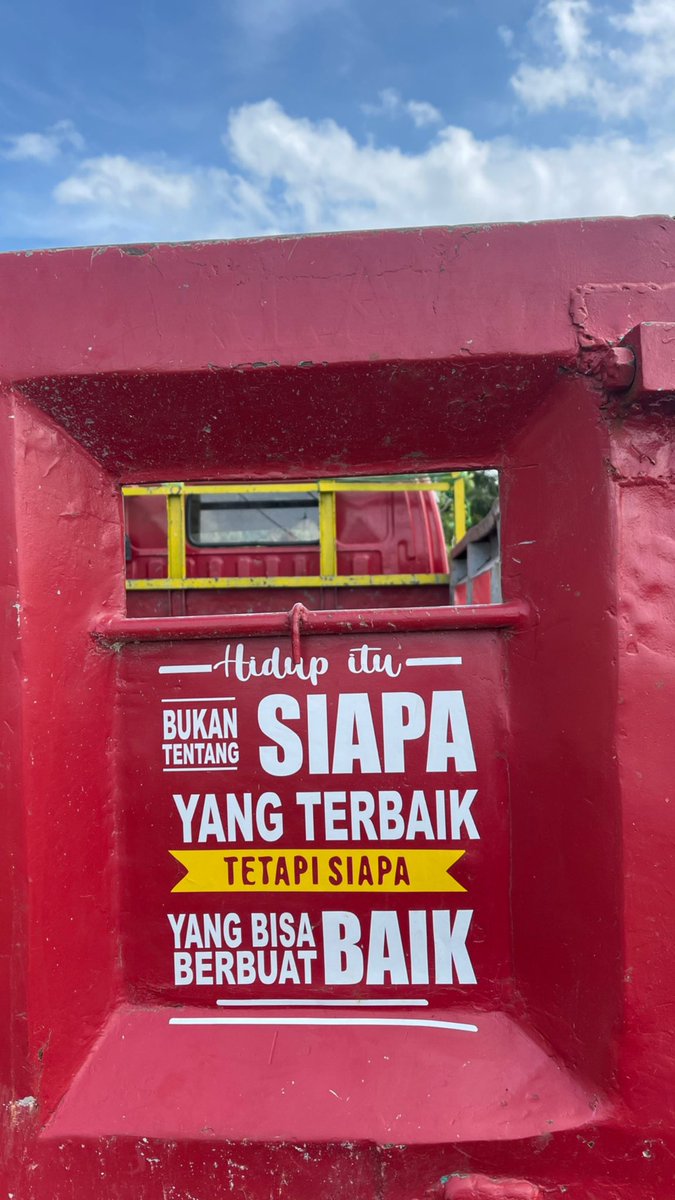 Hidup itu
BUKAN TENTANG SIAPA
YANG TERBAIK
TETAPI SIAPA
YANG BISA BERBUAT BAIK